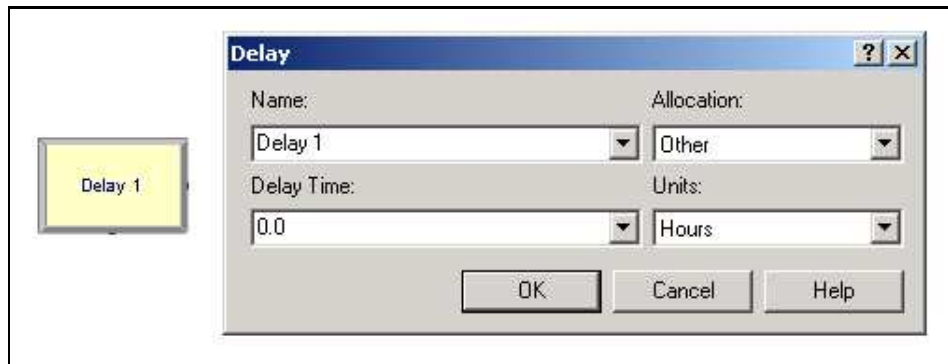 Delay
Name:
Allocation:
Delay 1
Other
Delay 1
Delay Time:
Units:
0.0
Hours
OK
Cancel
Help